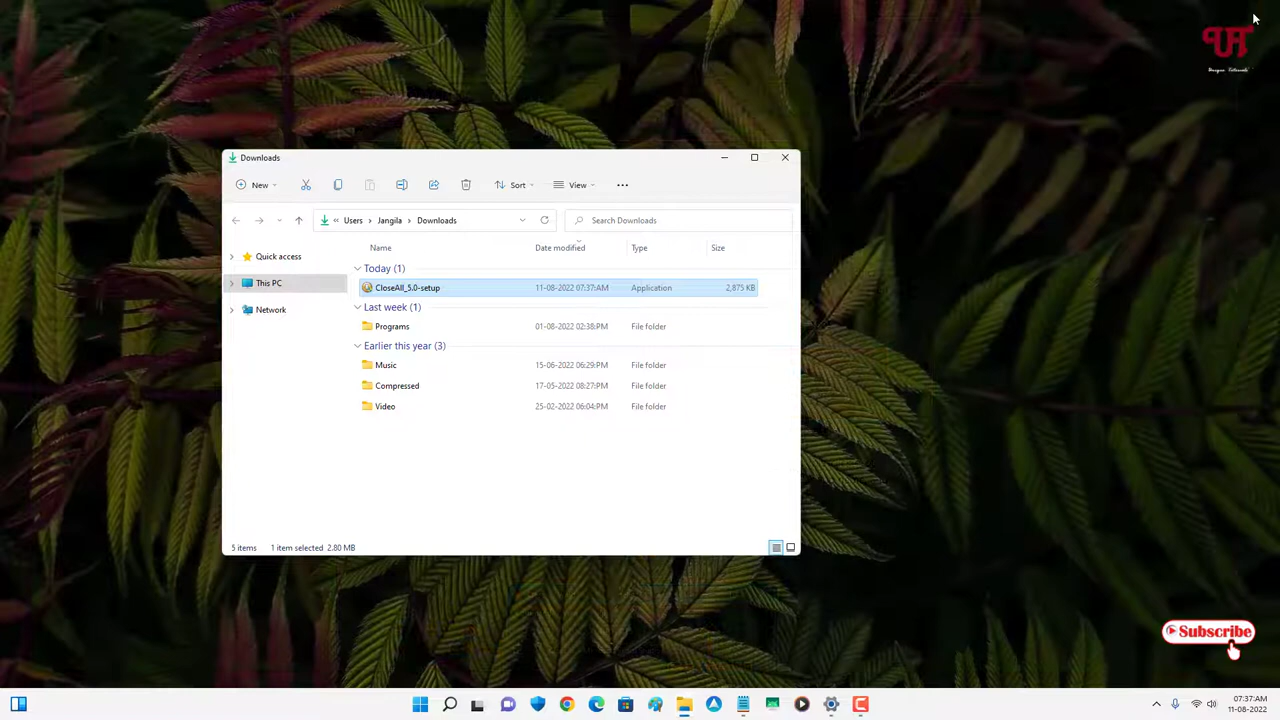 Downloads
New
Sort
View
« Users > Jangila > Downloads
Search Downloads
Name
Date modified
Type
Size
Quick access
This PC
Network
Today (1)
CloseAll_5.0-setup
11-08-2022 07:37:AM
Application
2,875 KB
Last week (1)
Programs
01-08-2022 02:38:PM
File folder
Earlier this year (3)
Music
15-06-2022 06:29:PM
File folder
Compressed
17-05-2022 08:27:PM
File folder
Video
25-02-2022 06:04:PM
File folder
5 items
1 item selected 2.80 MB
Subscribe
07:37:AM
11-08-2022